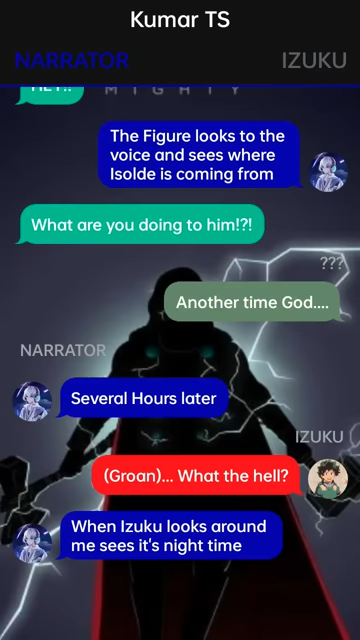 Kumar TS
NARRATOR
IZUKU
HEY!!
MIGHTY
The Figure looks to the
voice and sees where
Isolde is coming from
What are you doing to him!?!
???
Another time God....
NARRATOR
Several Hours later
IZUKU
(Groan)... What the hell?
When Izuku looks around
me sees it's night time